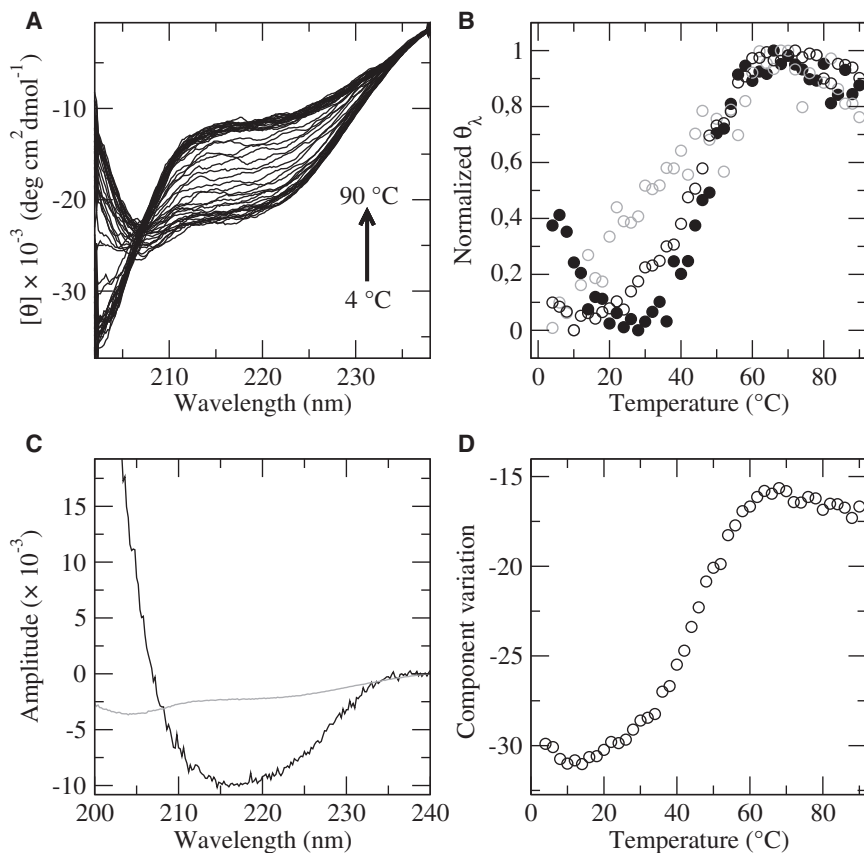 A
B
[θ] × 10⁻³ (deg cm² dmol⁻¹)
-10
-20
-30
90 °C
4 °C
210
220
230
Wavelength (nm)
Normalized θλ
1
0,8
0,6
0,4
0,2
0
0
20
40
60
80
Temperature (°C)
C
D
Amplitude (× 10⁻³)
15
10
5
0
-5
-10
200
210
220
230
240
Wavelength (nm)
Component variation
-15
-20
-25
-30
0
20
40
60
80
Temperature (°C)